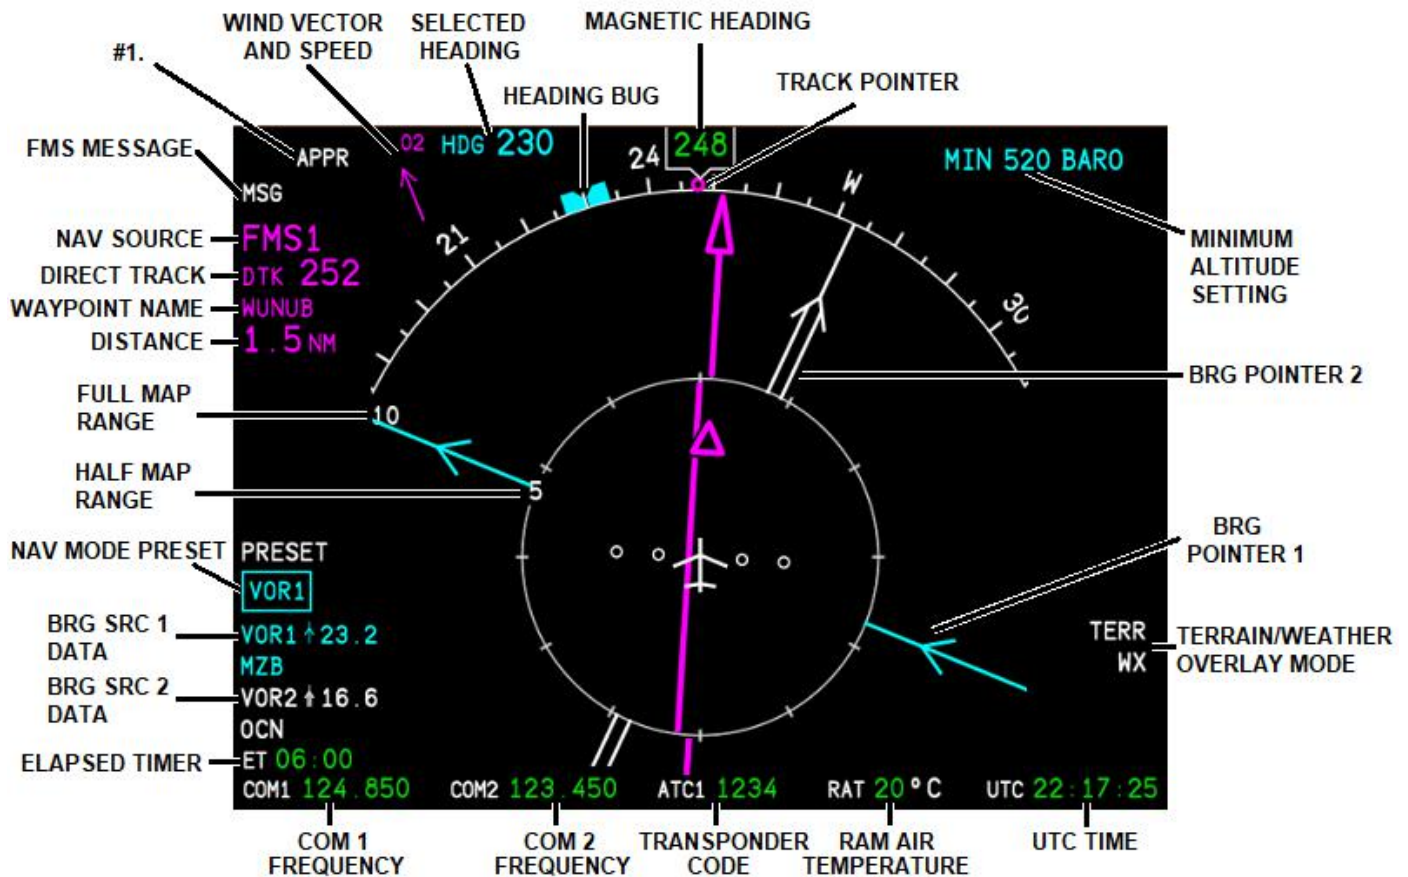 WIND VECTOR
AND SPEED
SELECTED
HEADING
MAGNETIC HEADING
#1.
HEADING BUG
TRACK POINTER
FMS MESSAGE
APPR
02
HDG 230
24
248
W
MIN 520 BARO
MSG
NAV SOURCE
FMS1
21
MINIMUM
ALTITUDE
SETTING
DIRECT TRACK
DTK 252
WAYPOINT NAME
WUNUB
30
DISTANCE
1.5 NM
BRG POINTER 2
FULL MAP
RANGE
10
HALF MAP
RANGE
5
NAV MODE PRESET
PRESET
BRG
POINTER 1
VOR1
BRG SRC 1
DATA
VOR1 23.2
MZB
TERR
WX
TERRAIN/WEATHER
OVERLAY MODE
BRG SRC 2
DATA
VOR2 16.6
OCN
ELAPSED TIMER
ET 06:00
COM1 124.850
COM2 123.450
ATC1 1234
RAT 20 °C
UTC 22:17:25
COM 1
FREQUENCY
COM 2
FREQUENCY
TRANSPONDER
CODE
RAM AIR
TEMPERATURE
UTC TIME